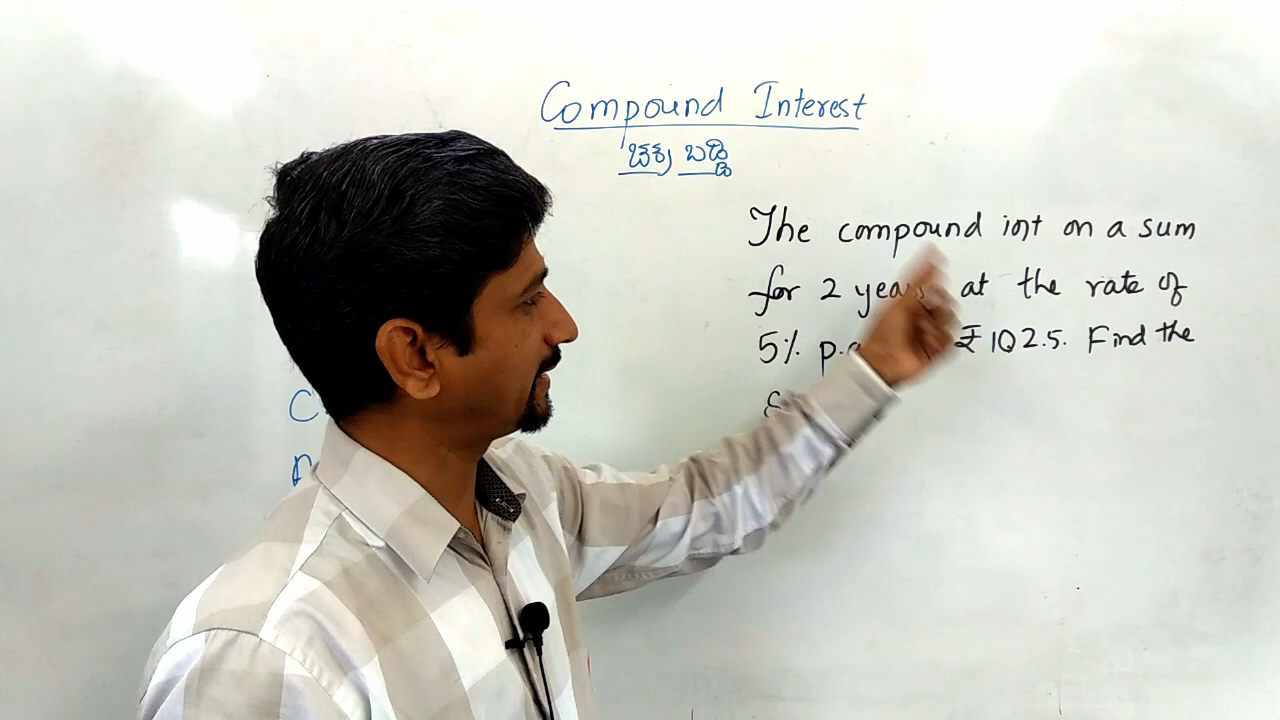 Compound Interest
ಚಕ್ರ ಬಡ್ಡಿ
The compound int on a sum
for 2 years at the rate of
5% p.a ₹102.5. Find the
C